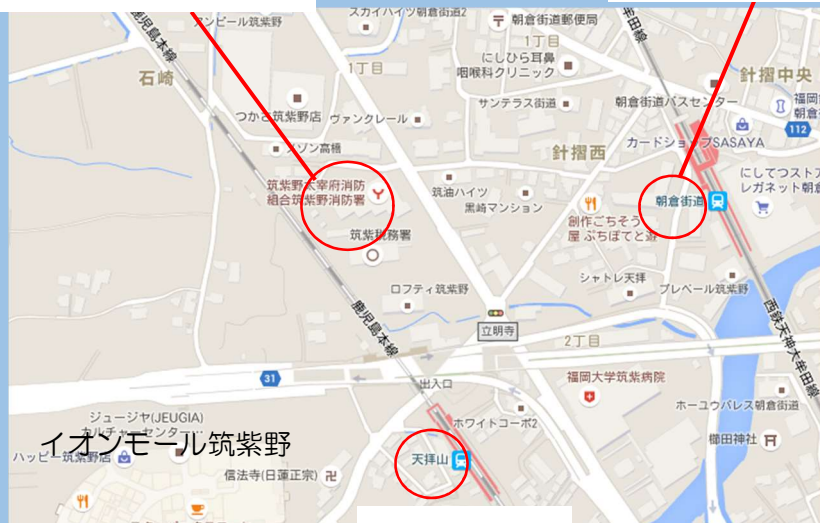 アンピール筑紫野
スカイハイツ朝倉街道2
朝倉街道郵便局
鹿児島本線
1丁目
にしひら耳鼻
咽喉科クリニック
石崎
1丁目
針摺中央
つかさ筑紫野店
ヴァンクレール
サンテラス街道
朝倉街道バスセンター
112
メゾン高橋
カードショップSASAYA
針摺西
筑紫野太宰府消防
組合筑紫野消防署
筑油ハイツ
黒崎マンション
朝倉街道
にしてつストア
レガネット朝倉
創作ごちそう
屋 ぷちぽてと遊
筑紫税務署
シャトレ天拝
プレベール筑紫野
ロフティ筑紫野
鹿児島本線
立明寺
西鉄天神大牟田線
2丁目
31
出入口
福岡大学筑紫病院
ホーユウパレス朝倉街道
ジュージヤ(JEUGIA)
カルチャーセンター…
ホワイトコーポ2
イオンモール筑紫野
櫛田神社
ハッピー筑紫野店
天拝山
信法寺(日蓮正宗)